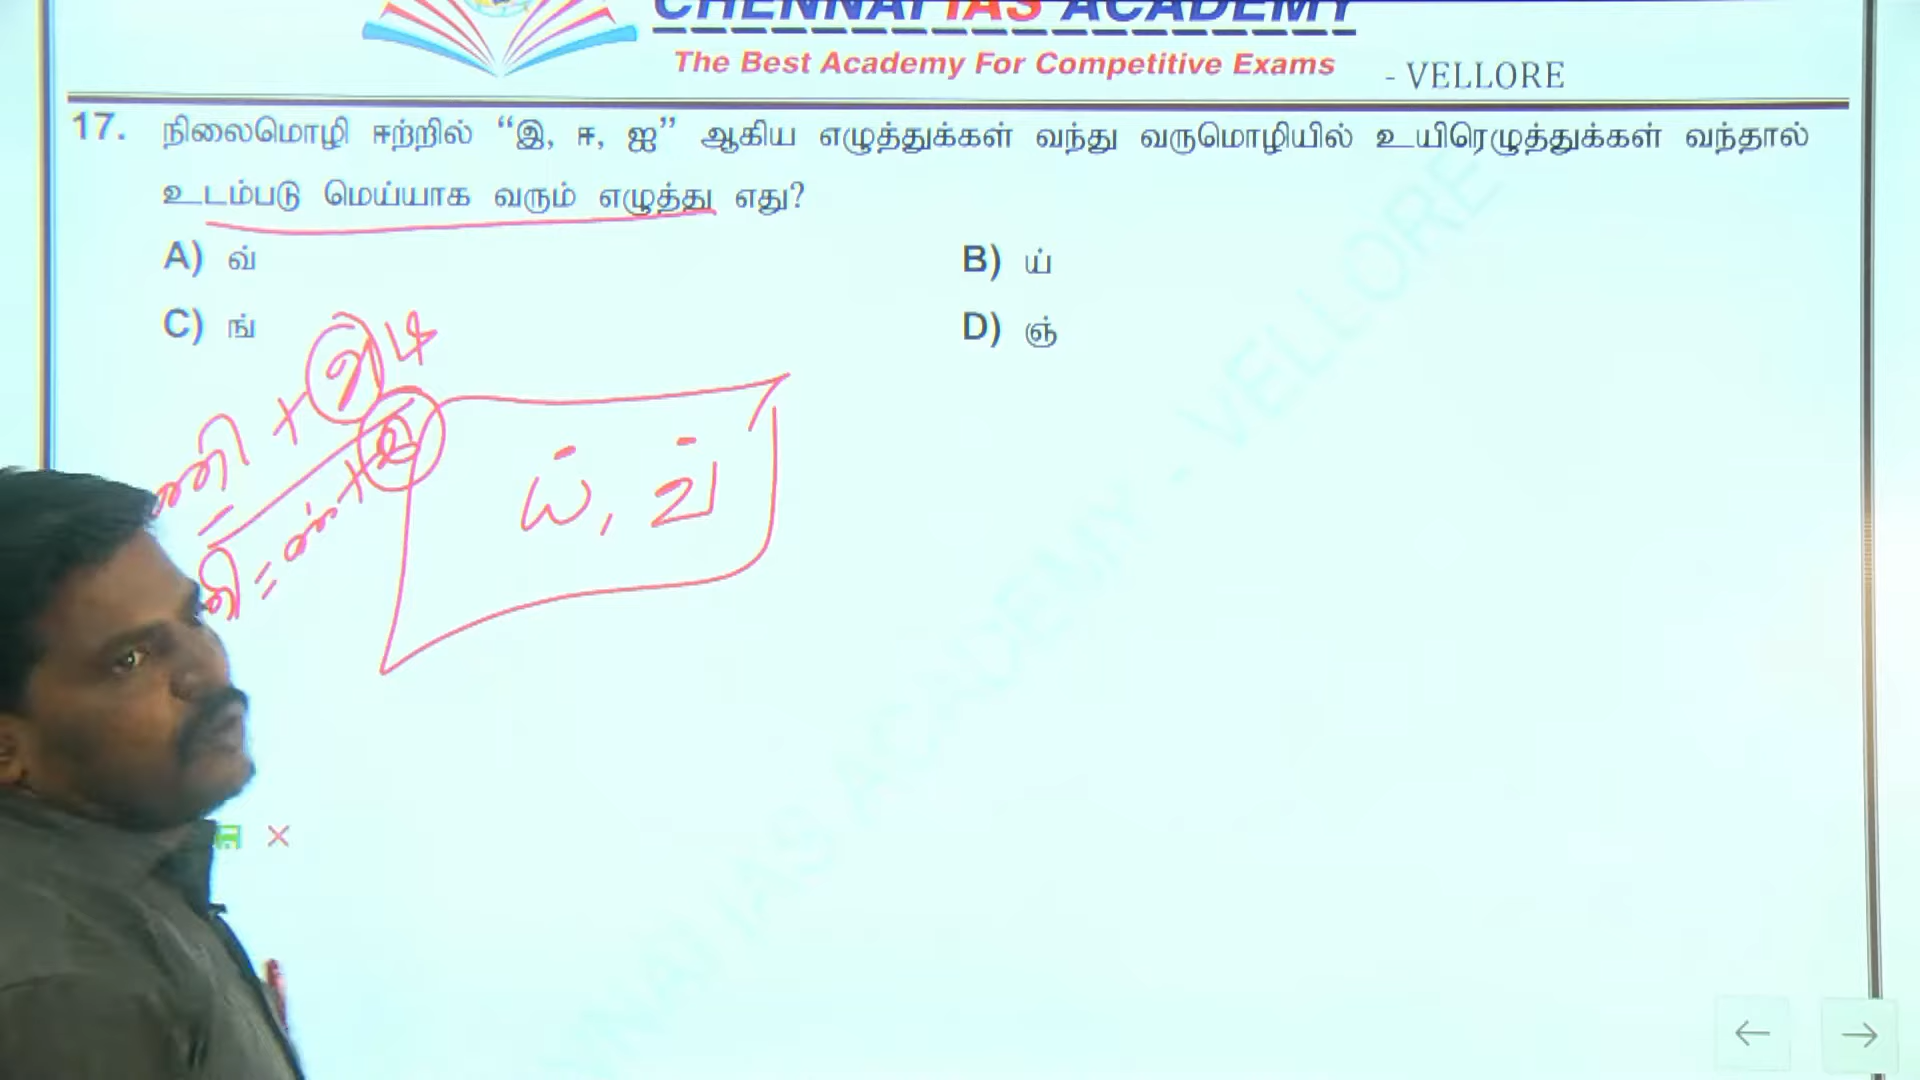 CHENNAI IAS ACADEMY
The Best Academy For Competitive Exams
- VELLORE
17. நிலைமொழி ஈற்றில் “இ, ஈ, ஐ” ஆகிய எழுத்துக்கள் வந்து வருமொழியில் உயிரெழுத்துக்கள் வந்தால்
உடம்படு மெய்யாக வரும் எழுத்து எது?
A) வ்
B) ய்
C) ங்
D) ஞ்
ய், வ்